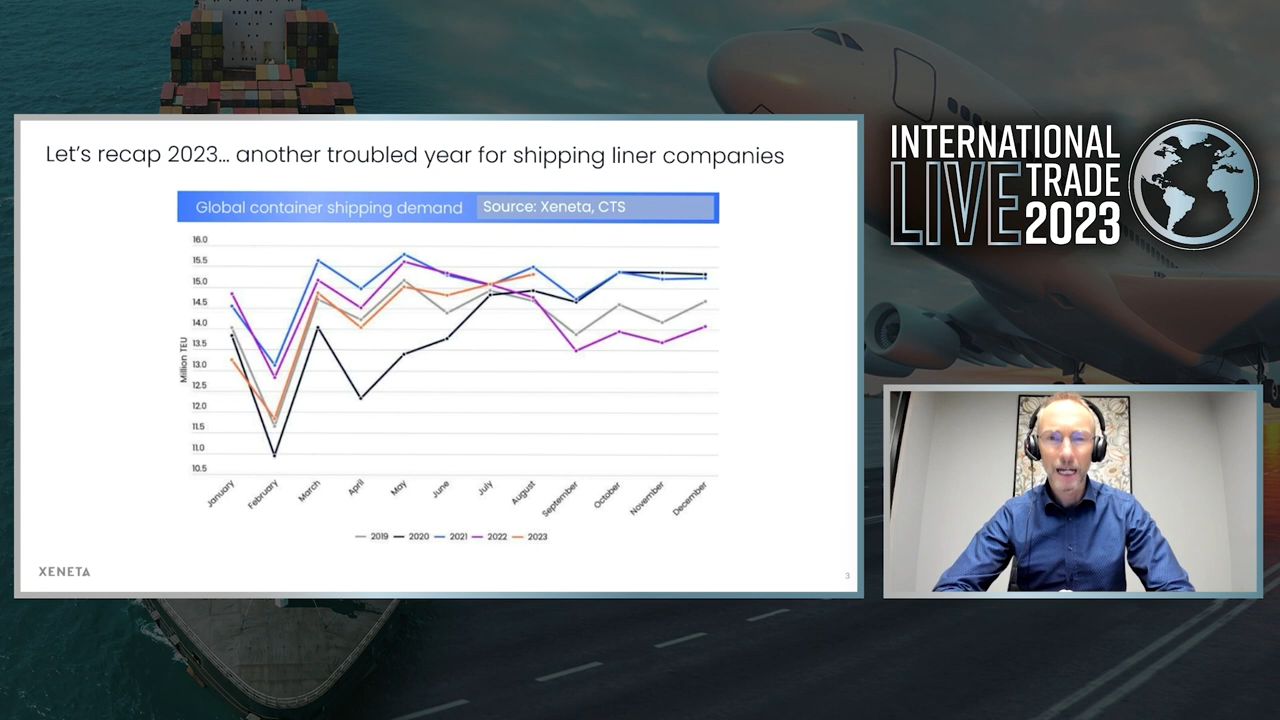 Let's recap 2023... another troubled year for shipping liner companies
Global container shipping demand
Source: Xeneta, CTS
16.0
15.5
15.0
14.5
14.0
13.5
13.0
12.5
12.0
11.5
11.0
10.5
Million TEU
January
February
March
April
May
June
July
August
September
October
November
December
2019
2020
2021
2022
2023
XENETA
3
INTERNATIONAL
LIVE TRADE
2023